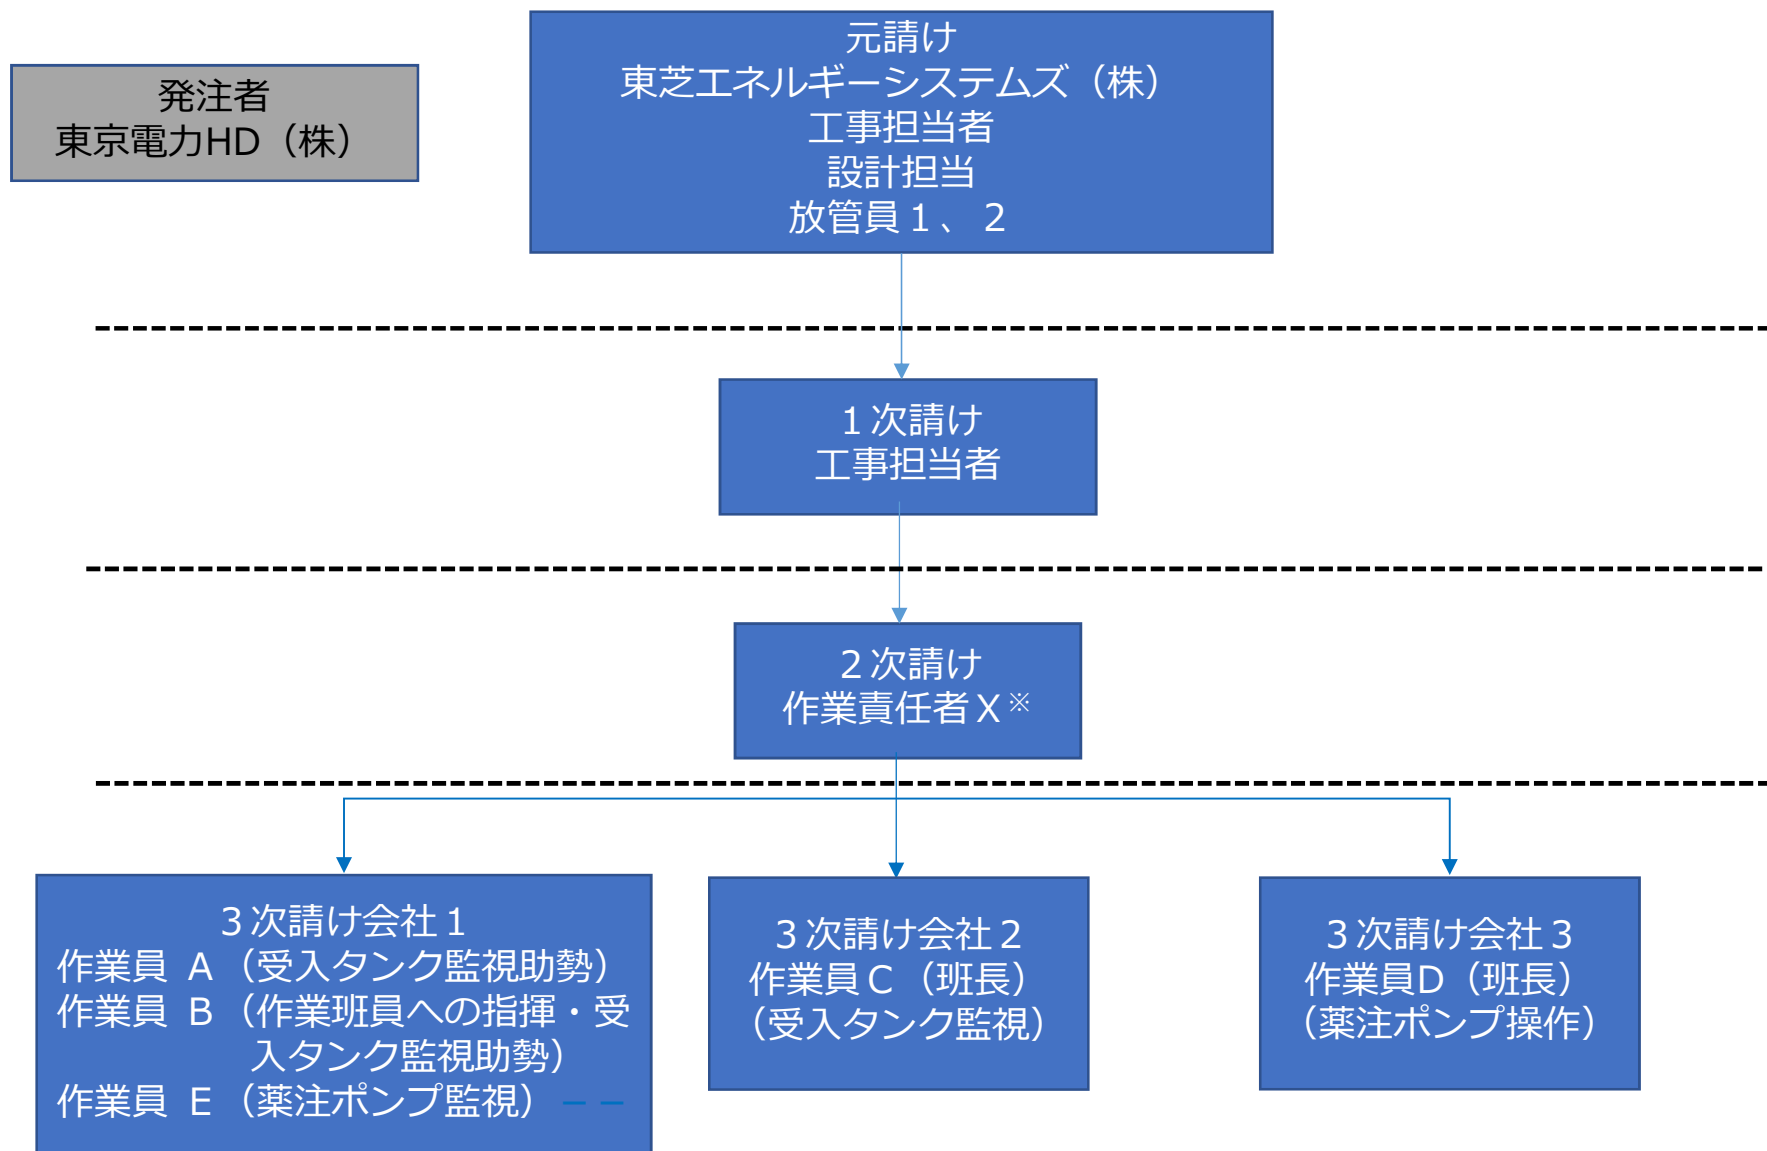 発注者
東京電力HD（株）
元請け
東芝エネルギーシステムズ（株）
工事担当者
設計担当
放管員１、２
１次請け
工事担当者
２次請け
作業責任者Ｘ※
３次請け会社１
作業員 A （受入タンク監視助勢）
作業員 B （作業班員への指揮・受
入タンク監視助勢）
作業員 E （薬注ポンプ監視）
３次請け会社２
作業員Ｃ（班長）
（受入タンク監視）
３次請け会社３
作業員D（班長）
（薬注ポンプ操作）